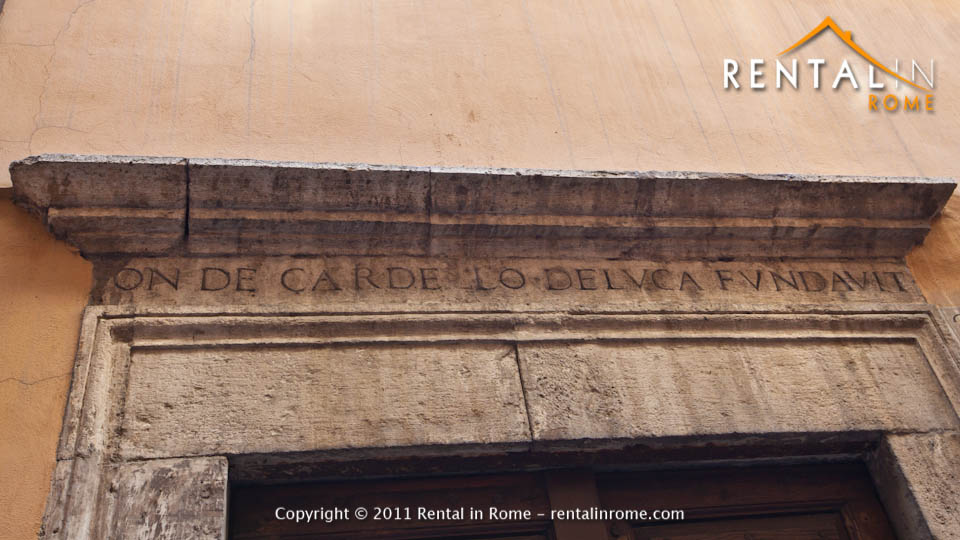 RENTALIN
ROME
ON DE CARDE LO DELVCA FVNDAVIT
Copyright © 2011 Rental in Rome - rentalinrome.com